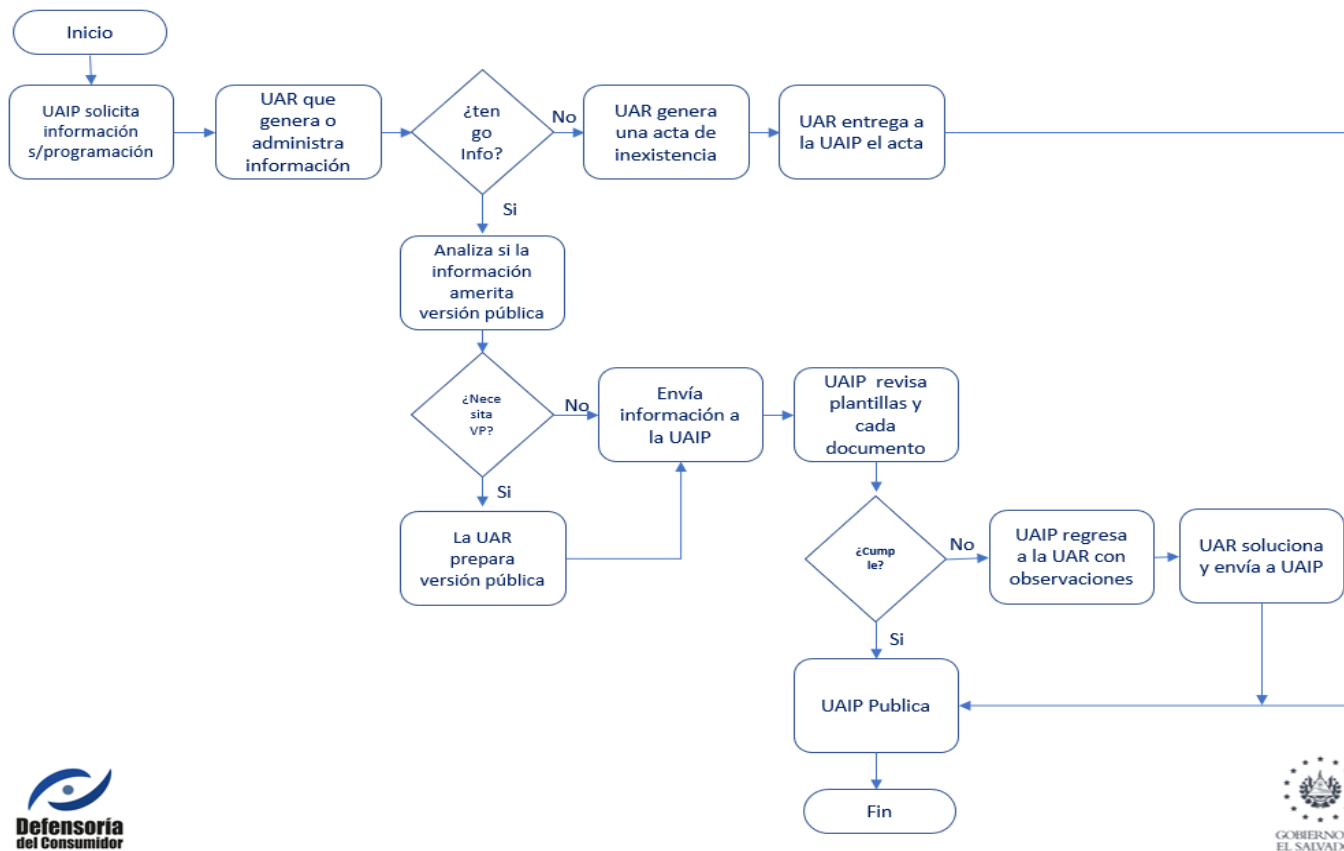 Inicio
UAIP solicita
información
s/programación
UAR que
genera o
administra
información
¿ten
go
Info?
No
UAR genera
una acta de
inexistencia
UAR entrega a
la UAIP el acta
Si
Analiza si la
información
amerita
versión pública
¿Nece
sita
VP?
No
Envía
información a
la UAIP
UAIP revisa
plantillas y
cada
documento
Si
La UAR
prepara
versión pública
¿Cump
le?
No
UAIP regresa
a la UAR con
observaciones
UAR soluciona
y envía a UAIP
Si
UAIP Publica
Fin
Defensoría
del Consumidor
GOBIERNO
EL SALVAD